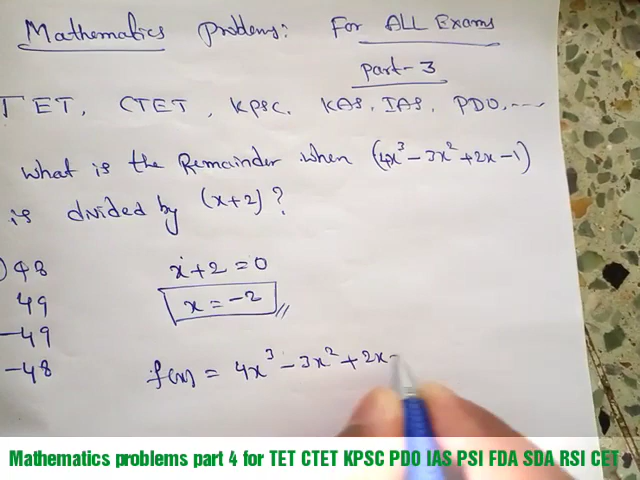 Mathematics problems: For ALL Exams
Part-3
TET, CTET, KPSC. KAS, IAS, PDO,----
What is the Remainder when (4x³-3x²+2x-1)
is divided by (x+2)?
) 48
49
-49
-48
x+2=0
x=-2
f(x) = 4x³-3x²+2x-
Mathematics problems part 4 for TET CTET KPSC PDO IAS PSI FDA SDA RSI CET